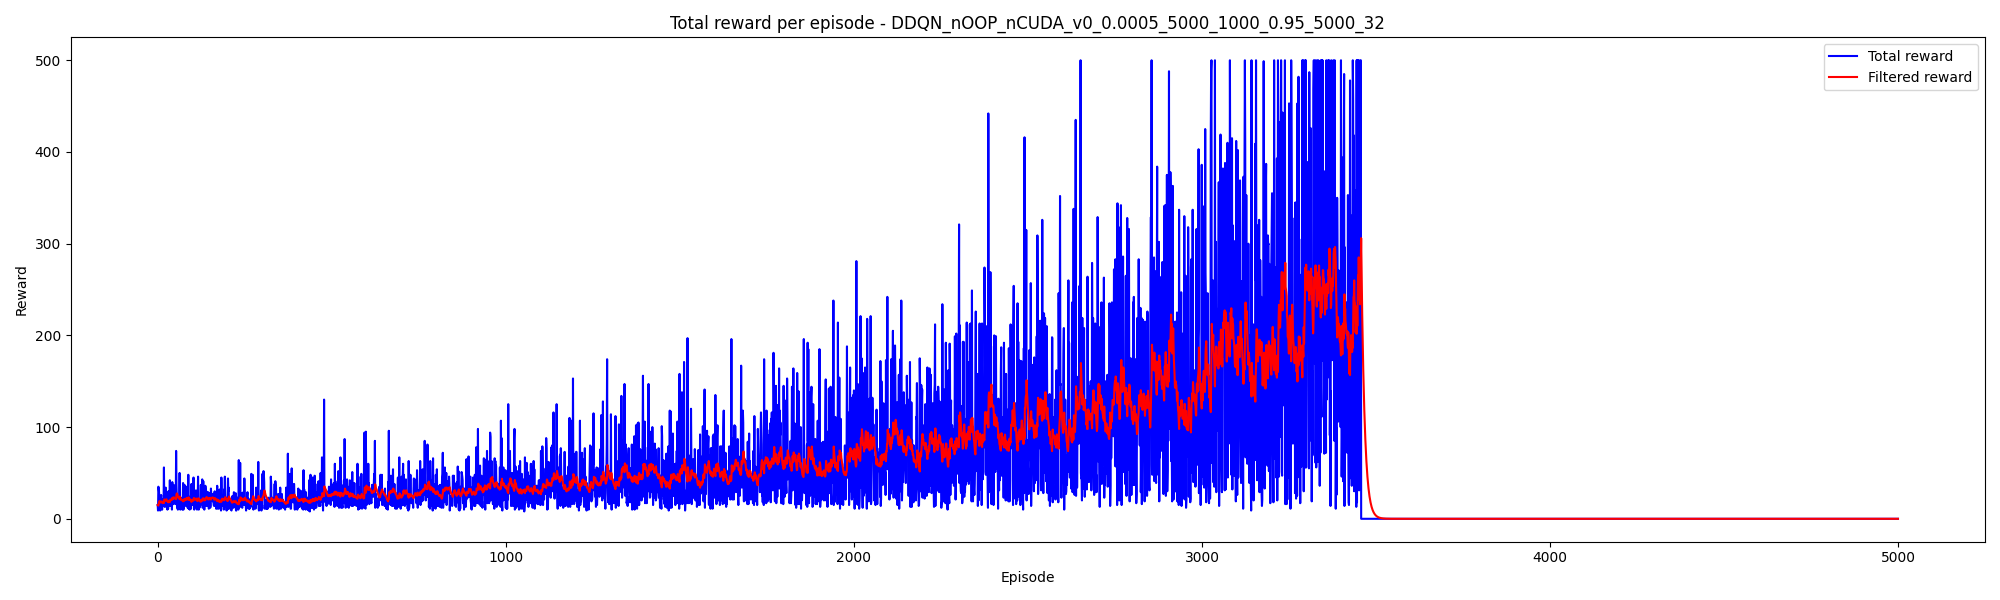 Total reward per episode - DDQN_nOOP_nCUDA_v0_0.0005_5000_1000_0.95_5000_32
Total reward
Filtered reward
500
400
300
200
100
0
Reward
0
1000
2000
3000
4000
5000
Episode